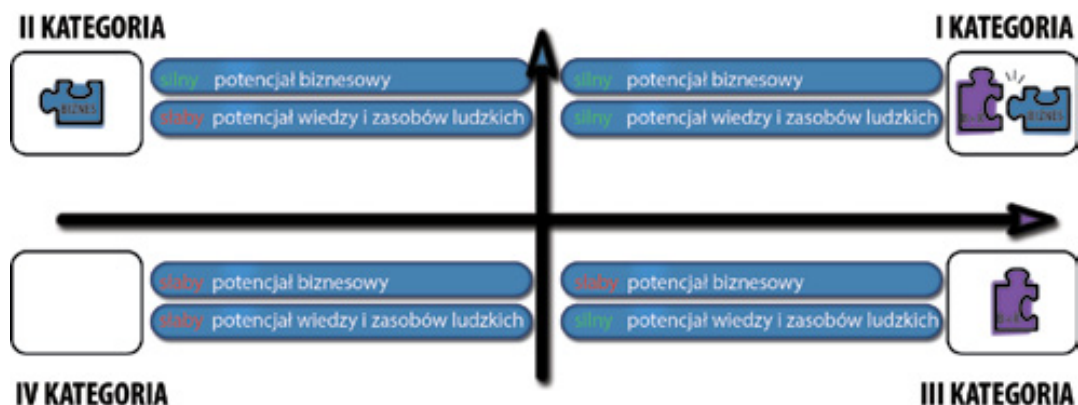 II KATEGORIA
BIZNES
silny potencjał biznesowy
słaby potencjał wiedzy i zasobów ludzkich
I KATEGORIA
silny potencjał biznesowy
silny potencjał wiedzy i zasobów ludzkich
BIZNES
słaby potencjał biznesowy
słaby potencjał wiedzy i zasobów ludzkich
IV KATEGORIA
słaby potencjał biznesowy
silny potencjał wiedzy i zasobów ludzkich
III KATEGORIA